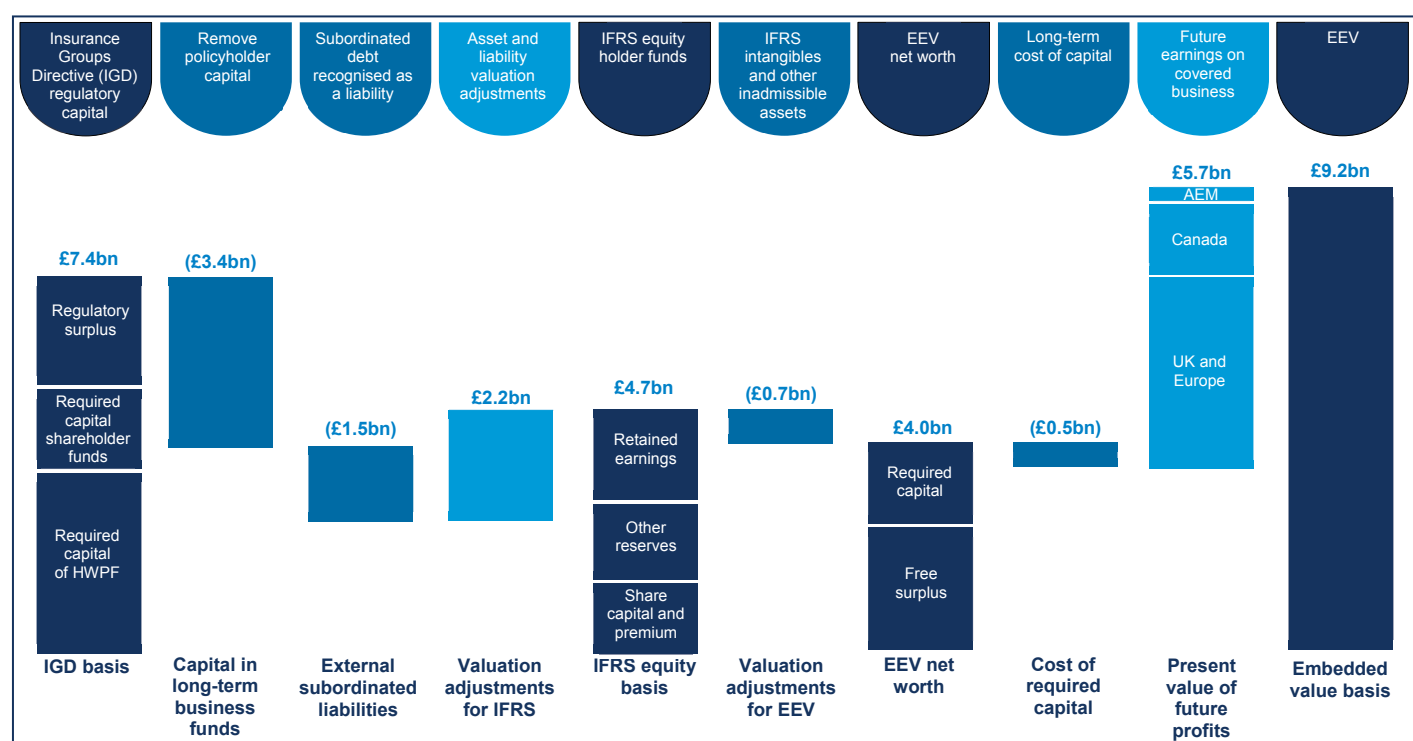 Insurance
Groups
Directive (IGD)
regulatory
capital
Remove
policyholder
capital
Subordinated
debt
recognised as
a liability
Asset and
liability
valuation
adjustments
IFRS equity
holder funds
IFRS
intangibles
and other
inadmissible
assets
EEV
net worth
Long-term
cost of capital
Future
earnings on
covered
business
EEV
£7.4bn
Regulatory
surplus
Required
capital
shareholder
funds
Required
capital
of HWPF
(£3.4bn)
(£1.5bn)
£2.2bn
£4.7bn
Retained
earnings
Other
reserves
Share
capital and
premium
(£0.7bn)
£4.0bn
Required
capital
Free
surplus
(£0.5bn)
£5.7bn
AEM
Canada
UK and
Europe
£9.2bn
IGD basis
Capital in
long-term
business
funds
External
subordinated
liabilities
Valuation
adjustments
for IFRS
IFRS equity
basis
Valuation
adjustments
for EEV
EEV net
worth
Cost of
required
capital
Present
value of
future
profits
Embedded
value basis